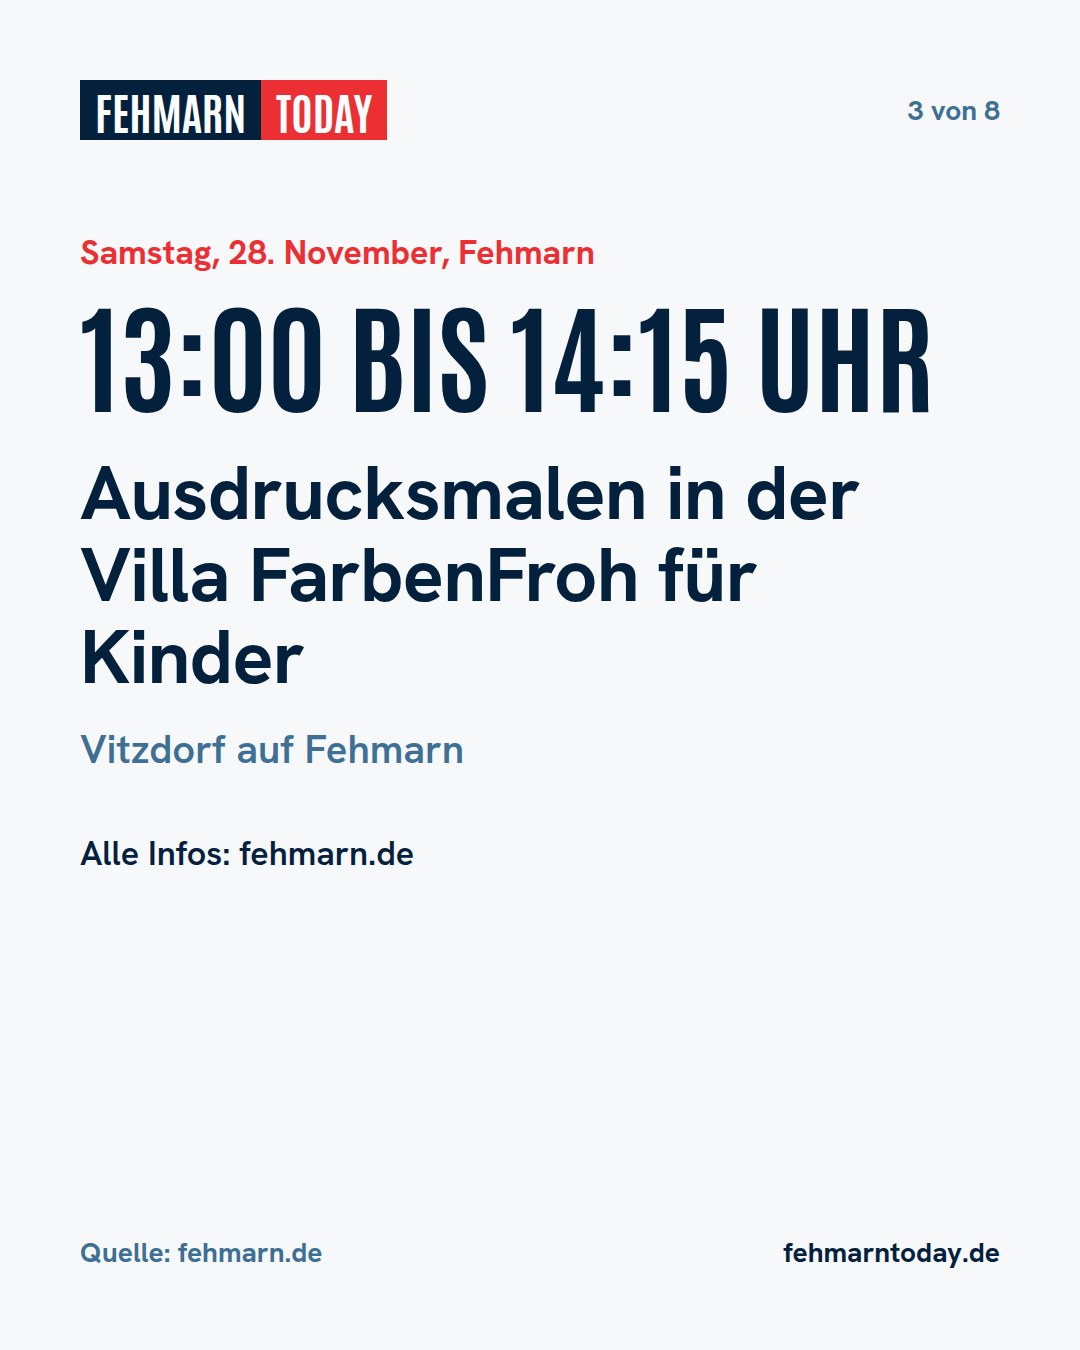 FEHMARN TODAY
3 von 8
Samstag, 28. November, Fehmarn
13:00 BIS 14:15 UHR
Ausdrucksmalen in der
Villa FarbenFroh für
Kinder
Vitzdorf auf Fehmarn
Alle Infos: fehmarn.de
Quelle: fehmarn.de
fehmarntoday.de